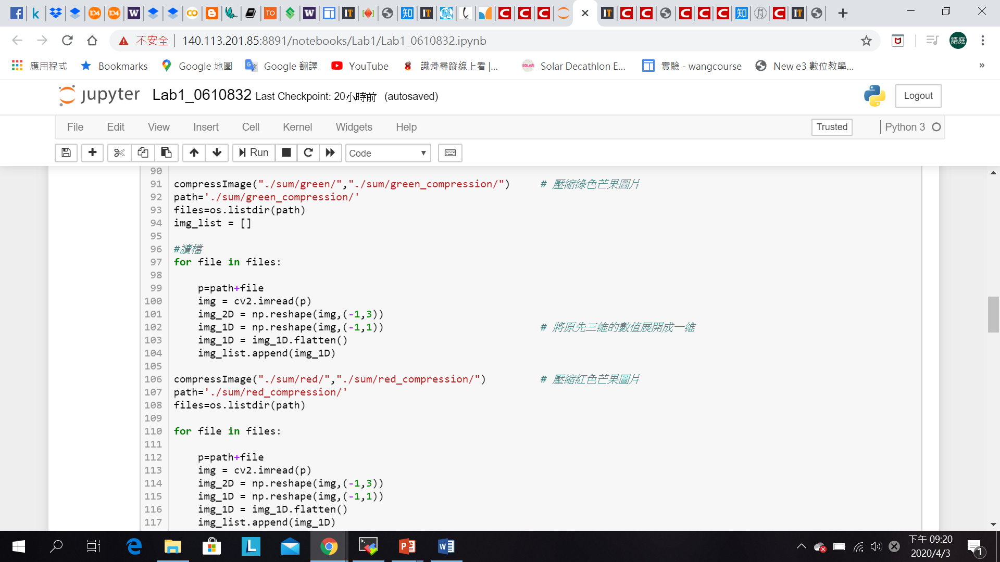 不安全 140.113.201.85:8891/notebooks/Lab1/Lab1_0610832.ipynb 語庭
應用程式 Bookmarks Google 地圖 Google 翻譯 YouTube 識骨尋蹤線上看 |... Solar Decathlon E... 實驗 - wangcourse New e3 數位教學... »
jupyter Lab1_0610832 Last Checkpoint: 20小時前 (autosaved) Logout
File Edit View Insert Cell Kernel Widgets Help Trusted Python 3
Run Code
90
91 compressImage("./sum/green/","./sum/green_compression/") # 壓縮綠色芒果圖片
92 path='./sum/green_compression/'
93 files=os.listdir(path)
94 img_list = []
95
96 #讀檔
97 for file in files:
98
99 p=path+file
100 img = cv2.imread(p)
101 img_2D = np.reshape(img,(-1,3))
102 img_1D = np.reshape(img,(-1,1)) # 將原先三維的數值展開成一維
103 img_1D = img_1D.flatten()
104 img_list.append(img_1D)
105
106 compressImage("./sum/red/","./sum/red_compression/") # 壓縮紅色芒果圖片
107 path='./sum/red_compression/'
108 files=os.listdir(path)
109
110 for file in files:
111
112 p=path+file
113 img = cv2.imread(p)
114 img_2D = np.reshape(img,(-1,3))
115 img_1D = np.reshape(img,(-1,1))
116 img_1D = img_1D.flatten()
117 img_list.append(img_1D)
下午 09:20
2020/4/3
1